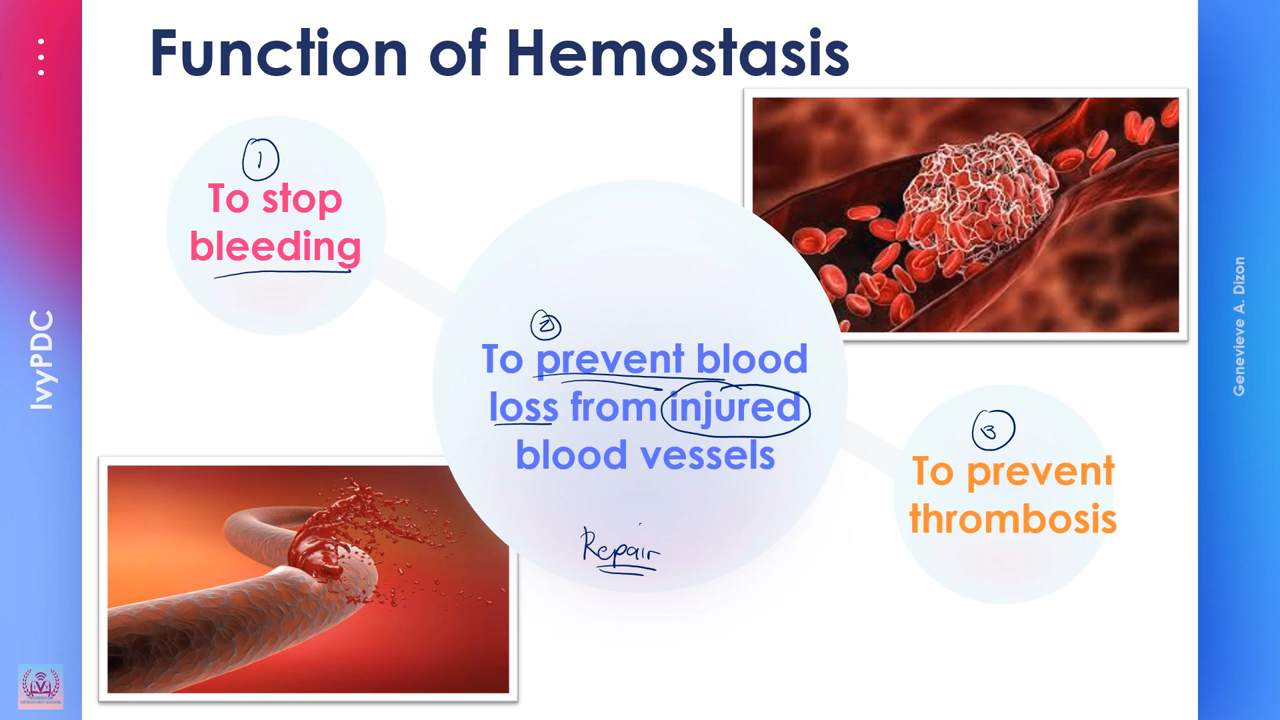 Function of Hemostasis
1
To stop
bleeding
2
To prevent blood
loss from injured
blood vessels
Repair
3
To prevent
thrombosis
IvyPDC
Genevieve A. Dizon